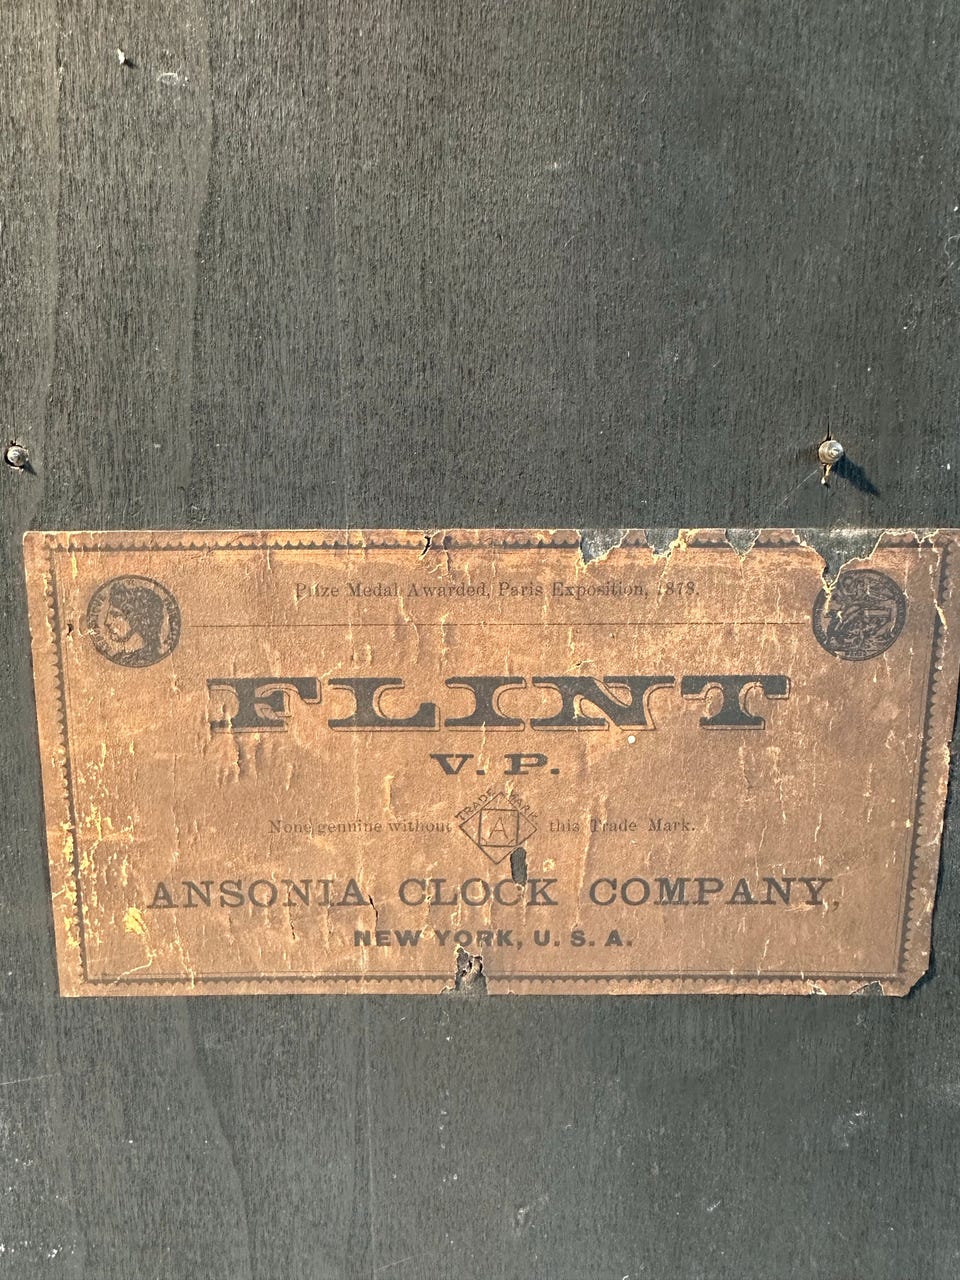 Prize Medal Awarded, Paris Exposition, 1878.
FLINT
V. P.
TRADE MARK
None genuine without A this Trade Mark.
ANSONIA CLOCK COMPANY,
NEW YORK, U. S. A.